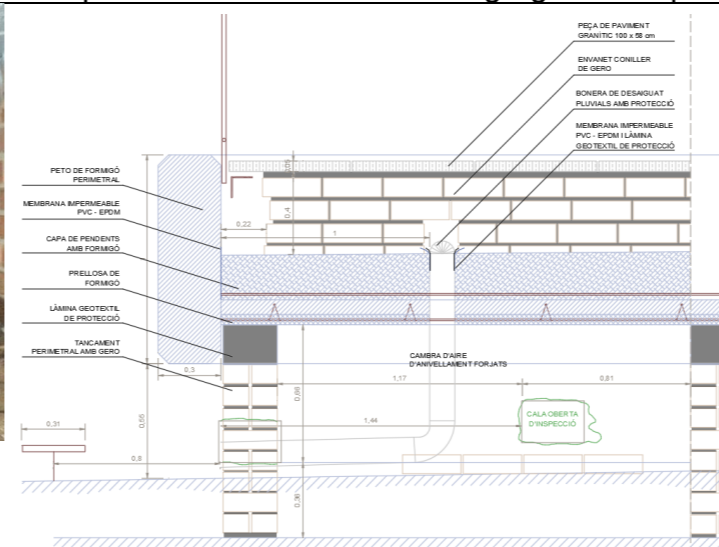 PEÇA DE PAVIMENT
GRANÍTIC 100 x 58 cm
ENVANET CONILLER
DE GERO
BONERA DE DESAIGUAT
PLUVIALS AMB PROTECCIÓ
MEMBRANA IMPERMEABLE
PVC - EPDM I LÀMINA
GEOTEXTIL DE PROTECCIÓ
PETO DE FORMIGÓ
PERIMETRAL
MEMBRANA IMPERMEABLE
PVC - EPDM
CAPA DE PENDENTS
AMB FORMIGÓ
PRELLOSA DE
FORMIGÓ
LÀMINA GEOTEXTIL
DE PROTECCIÓ
TANCAMENT
PERIMETRAL AMB GERO
0,22
0,4
1
CAMBRA D'AIRE
D'ANIVELLAMENT FORJATS
0,3
1,17
0,81
0,68
CALA OBERTA
D'INSPECCIÓ
0,31
1,44
0,8
0,36